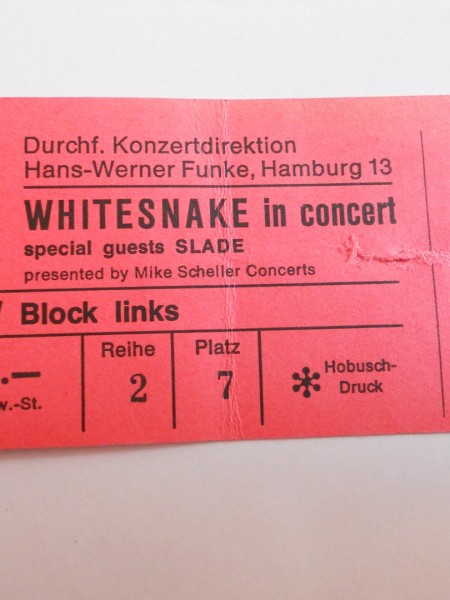 Durchf. Konzertdirektion
Hans-Werner Funke, Hamburg 13
WHITESNAKE in concert
special guests SLADE
presented by Mike Scheller Concerts
/ Block links
.—
w.-St.
Reihe
2
Platz
7
Hobusch-
Druck